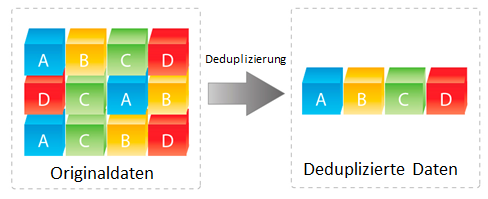 A B C D
D C A B
A C B D
Originaldaten
Deduplizierung
A B C D
Deduplizierte Daten